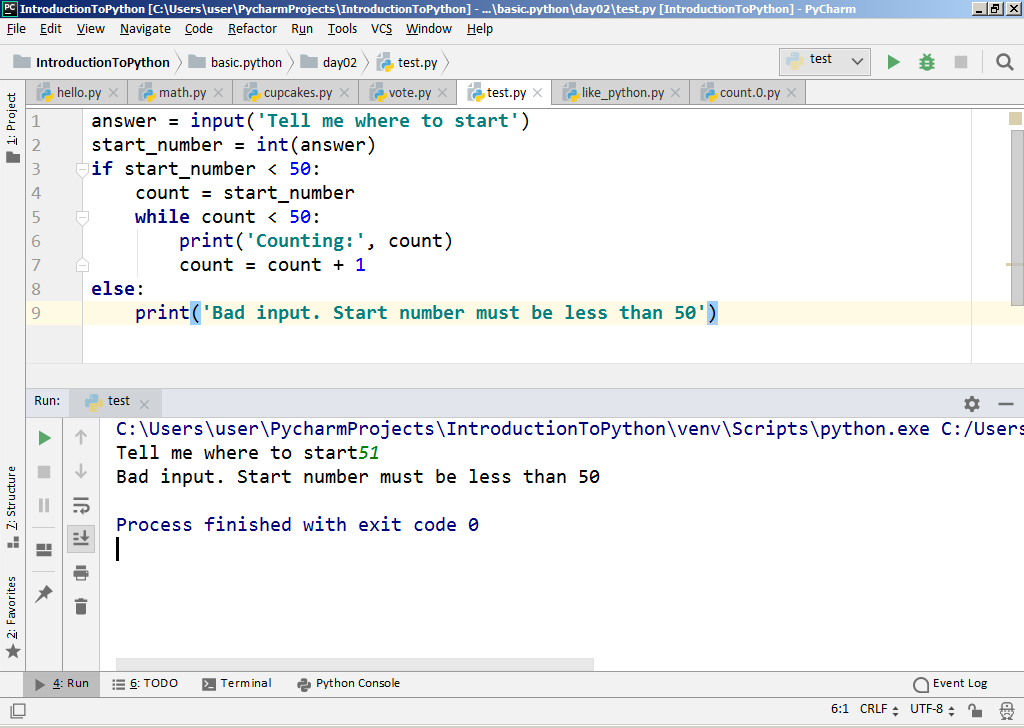 IntroductionToPython [C:\Users\user\PycharmProjects\IntroductionToPython] - ...\basic.python\day02\test.py [IntroductionToPython] - PyCharm
File Edit View Navigate Code Refactor Run Tools VCS Window Help
IntroductionToPython basic.python day02 test.py test
hello.py math.py cupcakes.py vote.py test.py like_python.py count.0.py
1: Project
1 answer = input('Tell me where to start')
2 start_number = int(answer)
3 if start_number < 50:
4 count = start_number
5 while count < 50:
6 print('Counting:', count)
7 count = count + 1
8 else:
9 print('Bad input. Start number must be less than 50')
Run: test
C:\Users\user\PycharmProjects\IntroductionToPython\venv\Scripts\python.exe C:/Users
Tell me where to start51
Bad input. Start number must be less than 50
Process finished with exit code 0
7: Structure
2: Favorites
4: Run 6: TODO Terminal Python Console Event Log
6:1 CRLF UTF-8